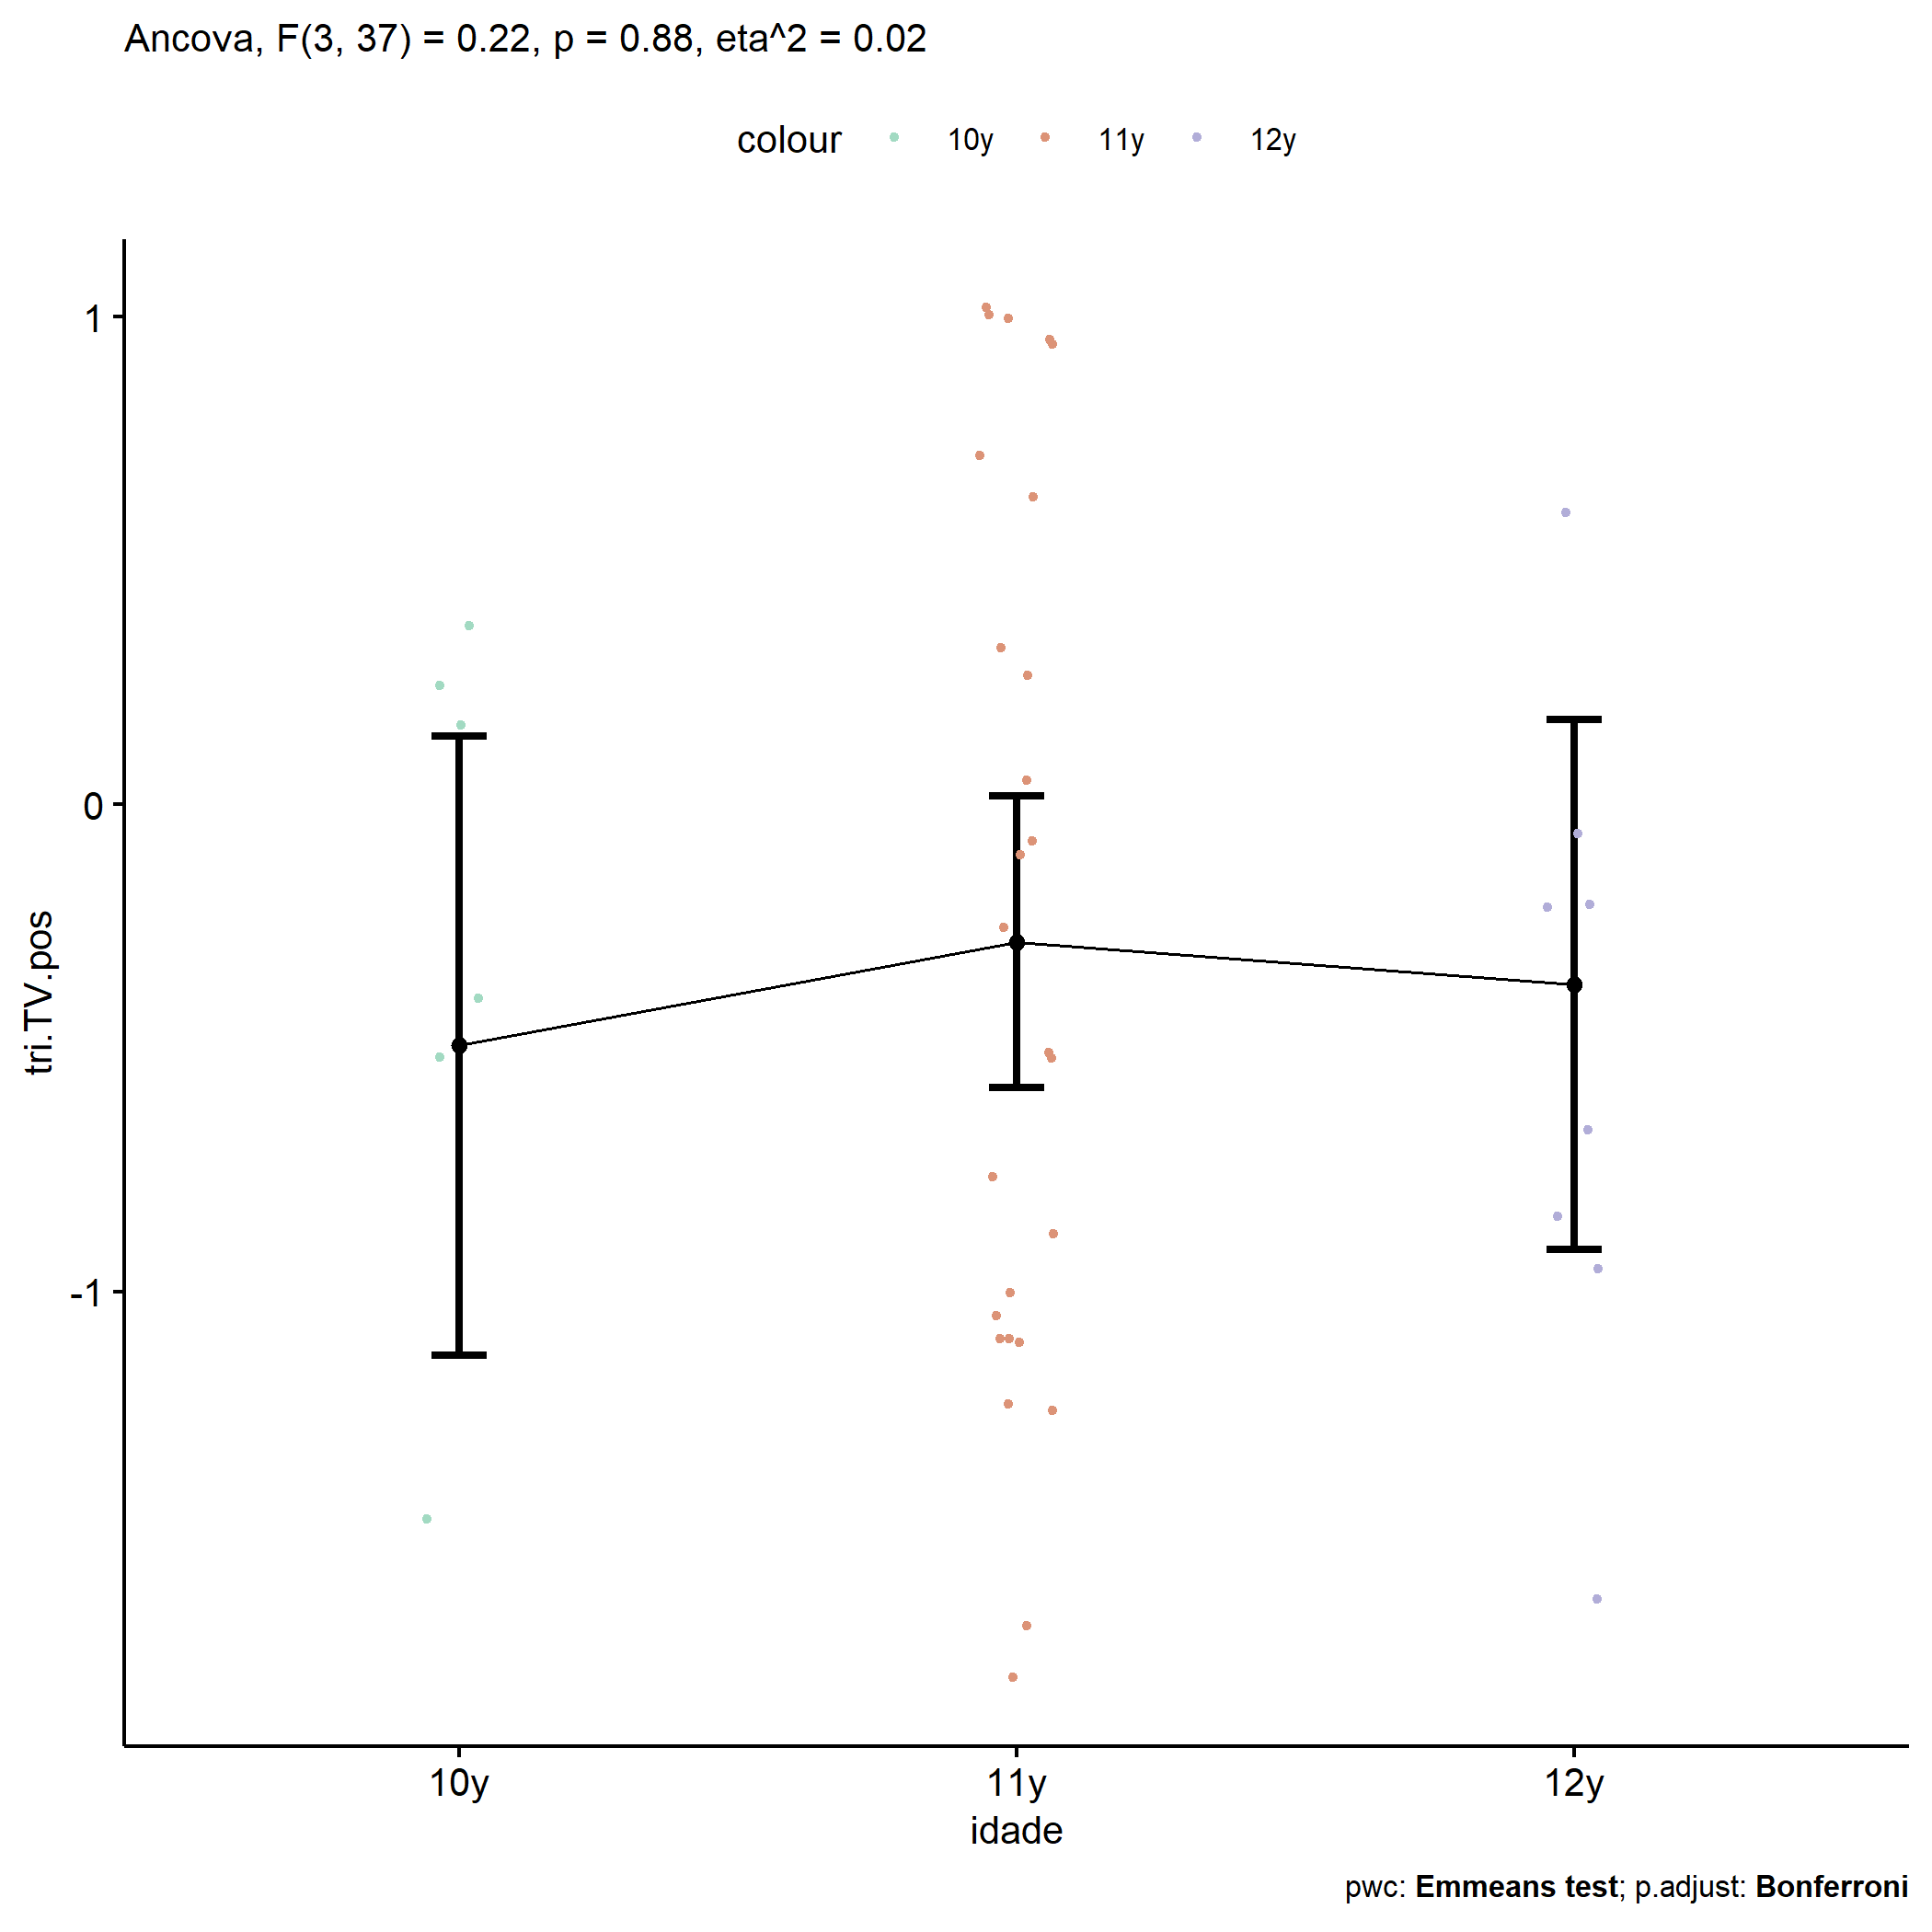 Ancova, F(3, 37) = 0.22, p = 0.88, eta^2 = 0.02
colour 10y 11y 12y
1
0
-1
tri.TV.pos
10y 11y 12y
idade
pwc: Emmeans test; p.adjust: Bonferroni